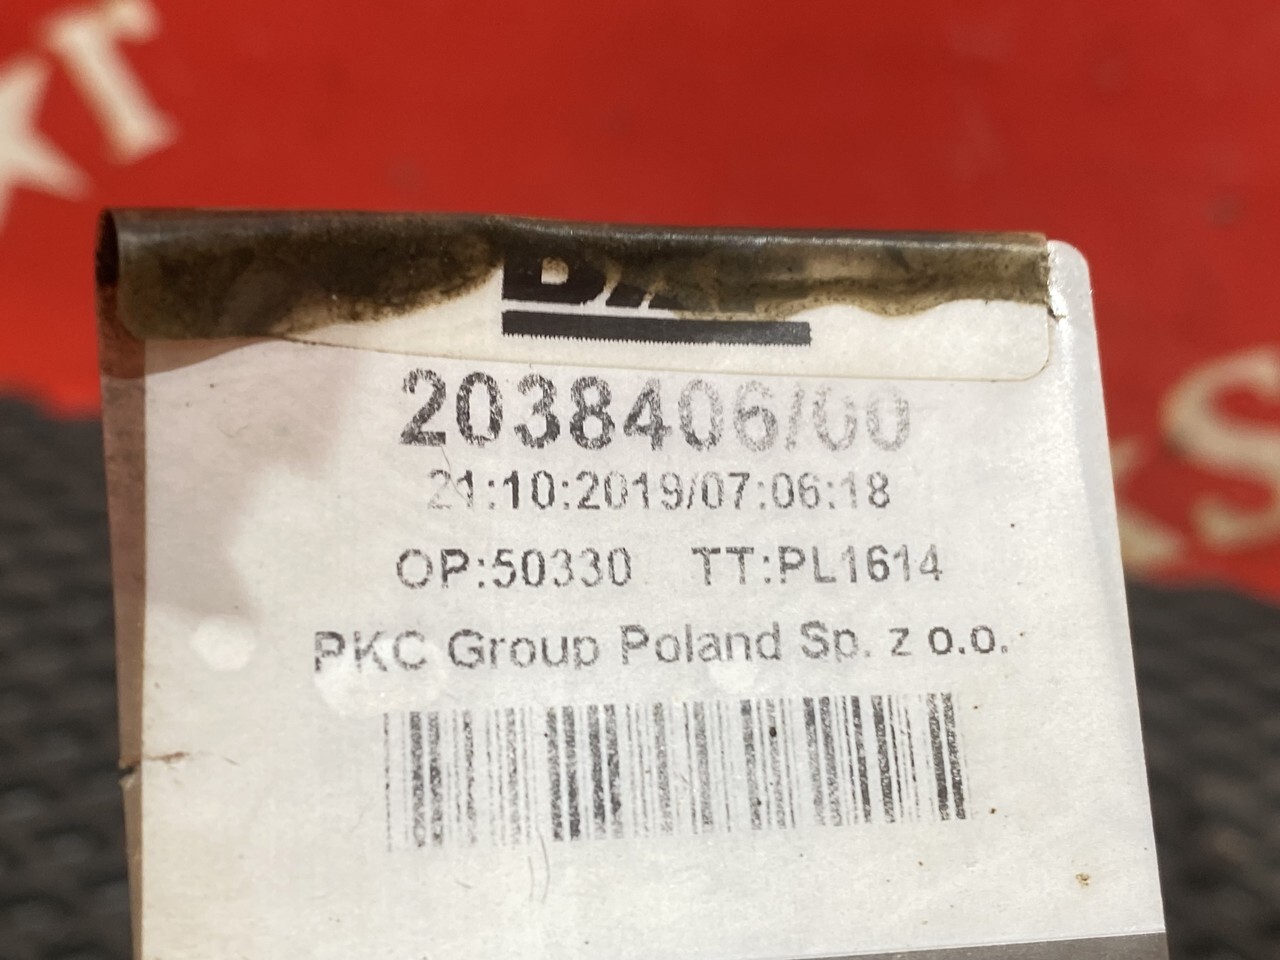 2038406/00
21:10:2019/07:06:18
OP:50330 TT:PL1614
PKC Group Poland Sp. z o.o.